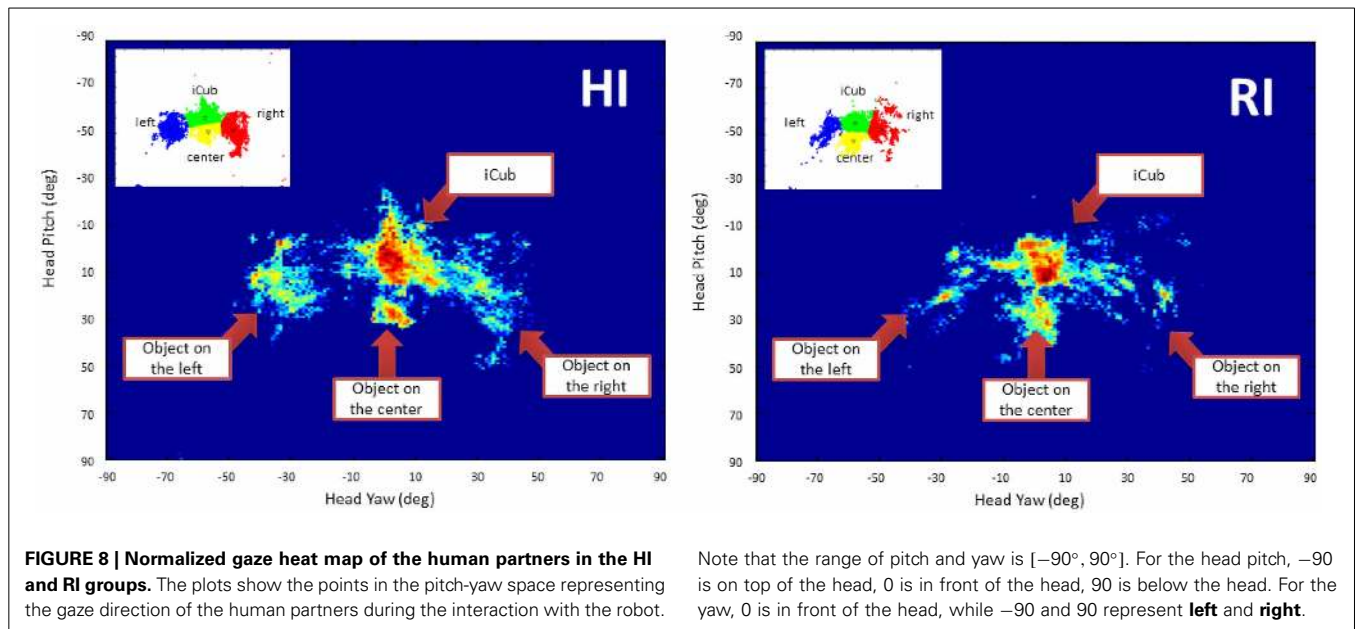 -90
-70
-50
-30
-10
10
30
50
70
90
Head Pitch (deg)
-90
-70
-50
-30
-10
10
30
50
70
90
Head Yaw (deg)
HI
iCub
left
right
center
iCub
Object on
the left
Object on
the center
Object on
the right
-90
-70
-50
-30
-10
10
30
50
70
90
Head Pitch (deg)
-90
-70
-50
-30
-10
10
30
50
70
90
Head Yaw (deg)
RI
iCub
left
right
center
iCub
Object on
the left
Object on
the center
Object on
the right
FIGURE 8 | Normalized gaze heat map of the human partners in the HI
and RI groups. The plots show the points in the pitch-yaw space representing
the gaze direction of the human partners during the interaction with the robot.
Note that the range of pitch and yaw is [−90°, 90°]. For the head pitch, −90
is on top of the head, 0 is in front of the head, 90 is below the head. For the
yaw, 0 is in front of the head, while −90 and 90 represent left and right.